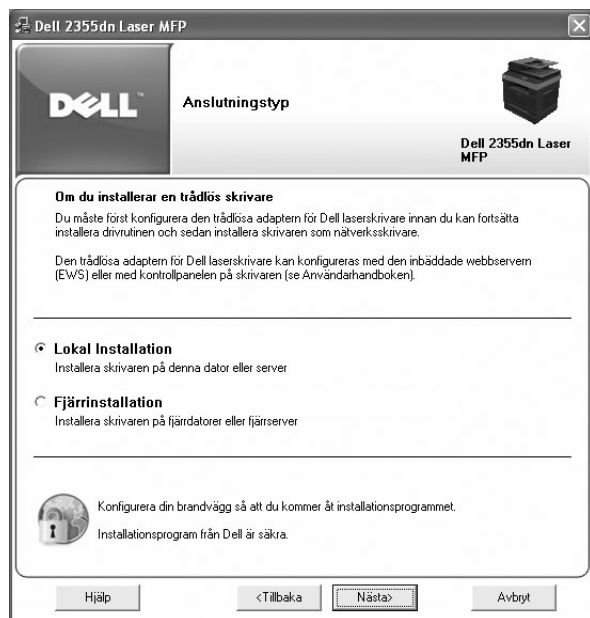 Dell 2355dn Laser MFP
DELL™
Anslutningstyp
Dell 2355dn Laser
MFP
Om du installerar en trådlös skrivare
Du måste först konfigurera den trådlösa adaptern för Dell laserskrivare innan du kan fortsätta
installera drivrutinen och sedan installera skrivaren som nätverksskrivare.
Den trådlösa adaptern för Dell laserskrivare kan konfigureras med den inbäddade webbservern
(EWS) eller med kontrollpanelen på skrivaren (se Användarhandboken).
Lokal Installation
Installera skrivaren på denna dator eller server
Fjärrinstallation
Installera skrivaren på fjärrdatorer eller fjärrserver
Konfigurera din brandvägg så att du kommer åt installationsprogrammet.
Installationsprogram från Dell är säkra.
Hjälp
<Tillbaka
Nästa>
Avbryt